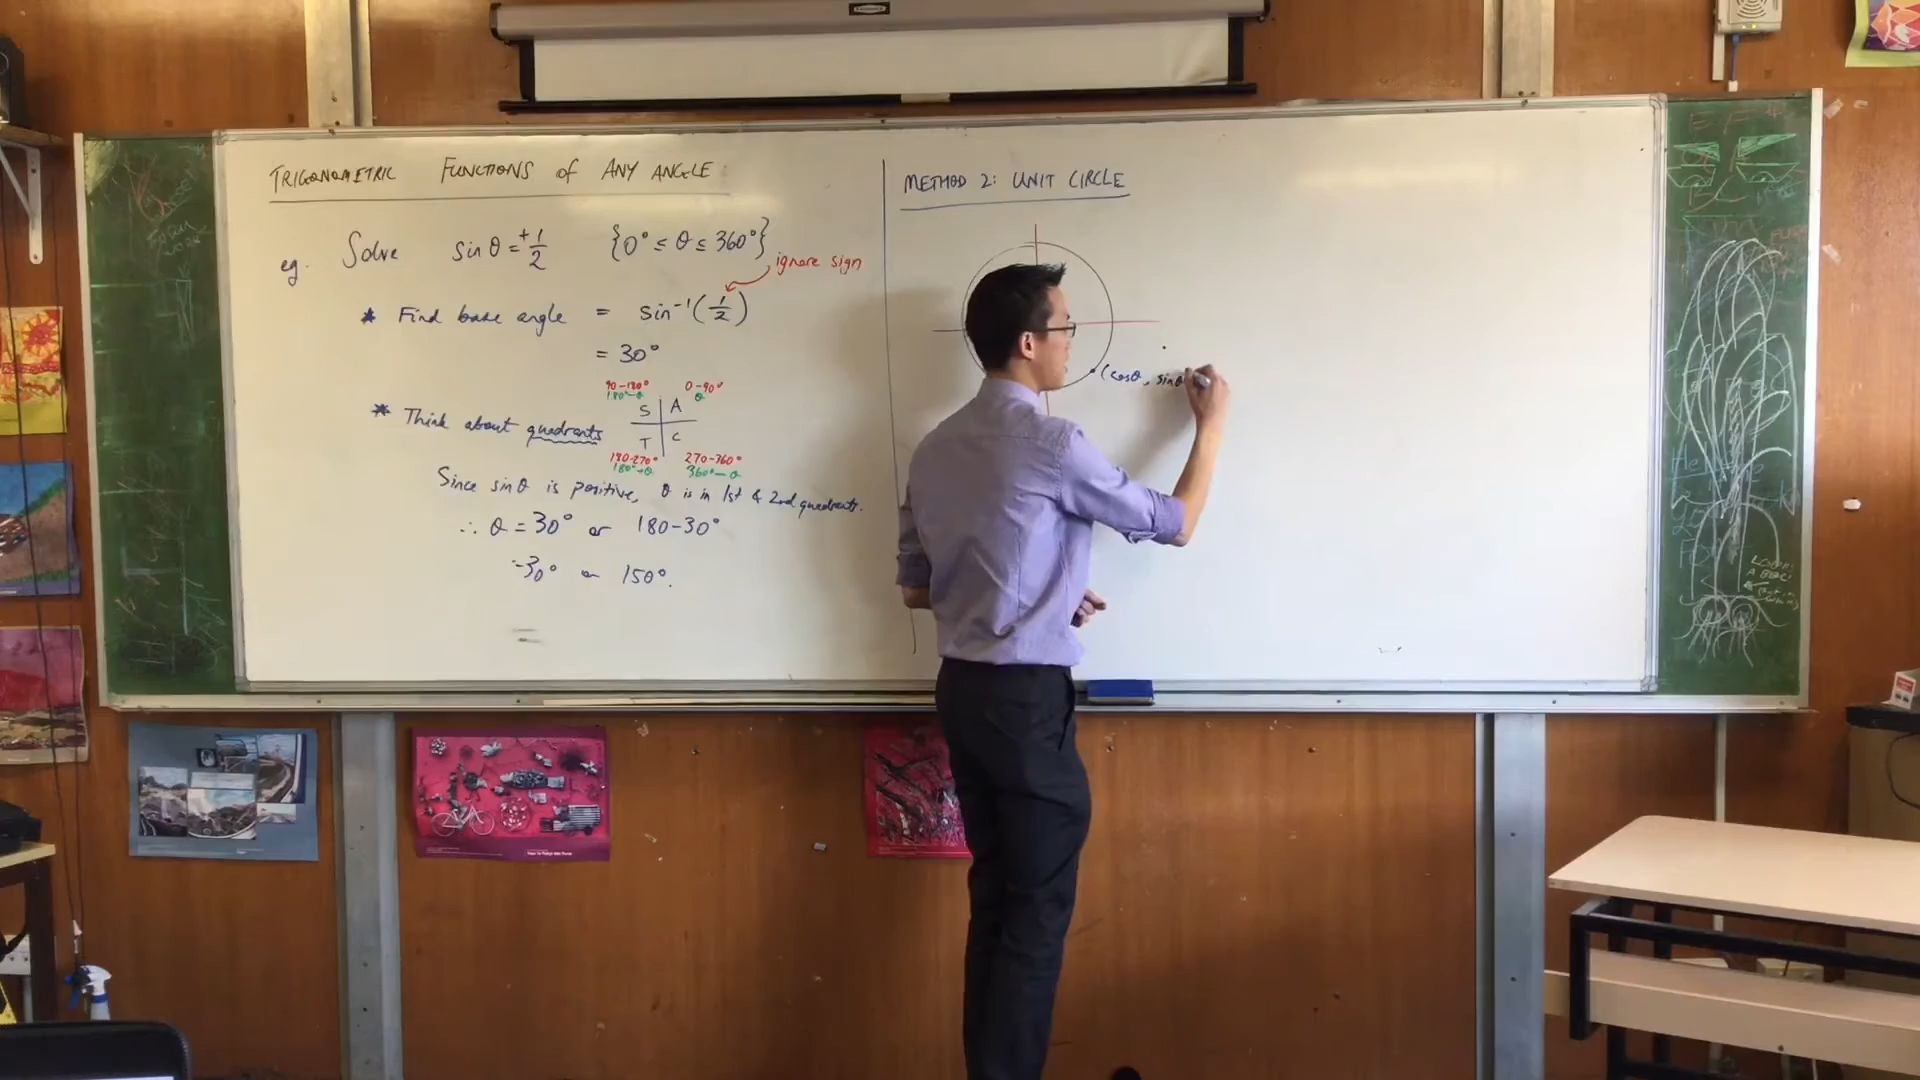 TRIGONOMETRIC FUNCTIONS of ANY ANGLE:
eg. Solve sin θ = +1/2 {0° ≤ θ ≤ 360°}
ignore sign
* Find base angle = sin⁻¹(1/2)
= 30°
90-180° 0-90°
180°-θ θ
S A
* Think about quadrants
T C
180-270° 270-360°
180°+θ 360°-θ
Since sin θ is positive, θ is in 1st & 2nd quadrants.
∴ θ = 30° or 180-30°
=30° or 150°.
METHOD 2: UNIT CIRCLE
(cosθ, sinθ